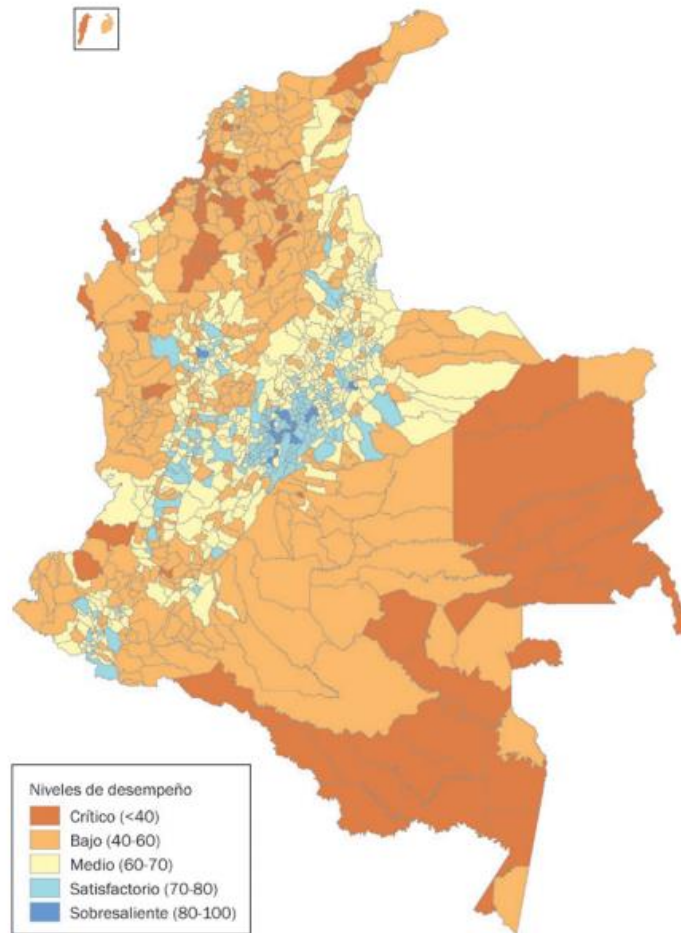 Niveles de desempeño
Crítico (<40)
Bajo (40-60)
Medio (60-70)
Satisfactorio (70-80)
Sobresaliente (80-100)